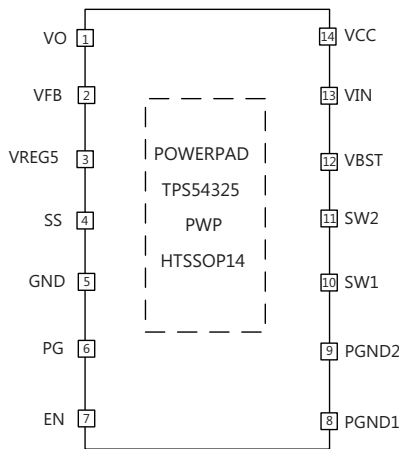 VO 1
VFB 2
VREG5 3
SS 4
GND 5
PG 6
EN 7
POWERPAD
TPS54325
PWP
HTSSOP14
14 VCC
13 VIN
12 VBST
11 SW2
10 SW1
9 PGND2
8 PGND1